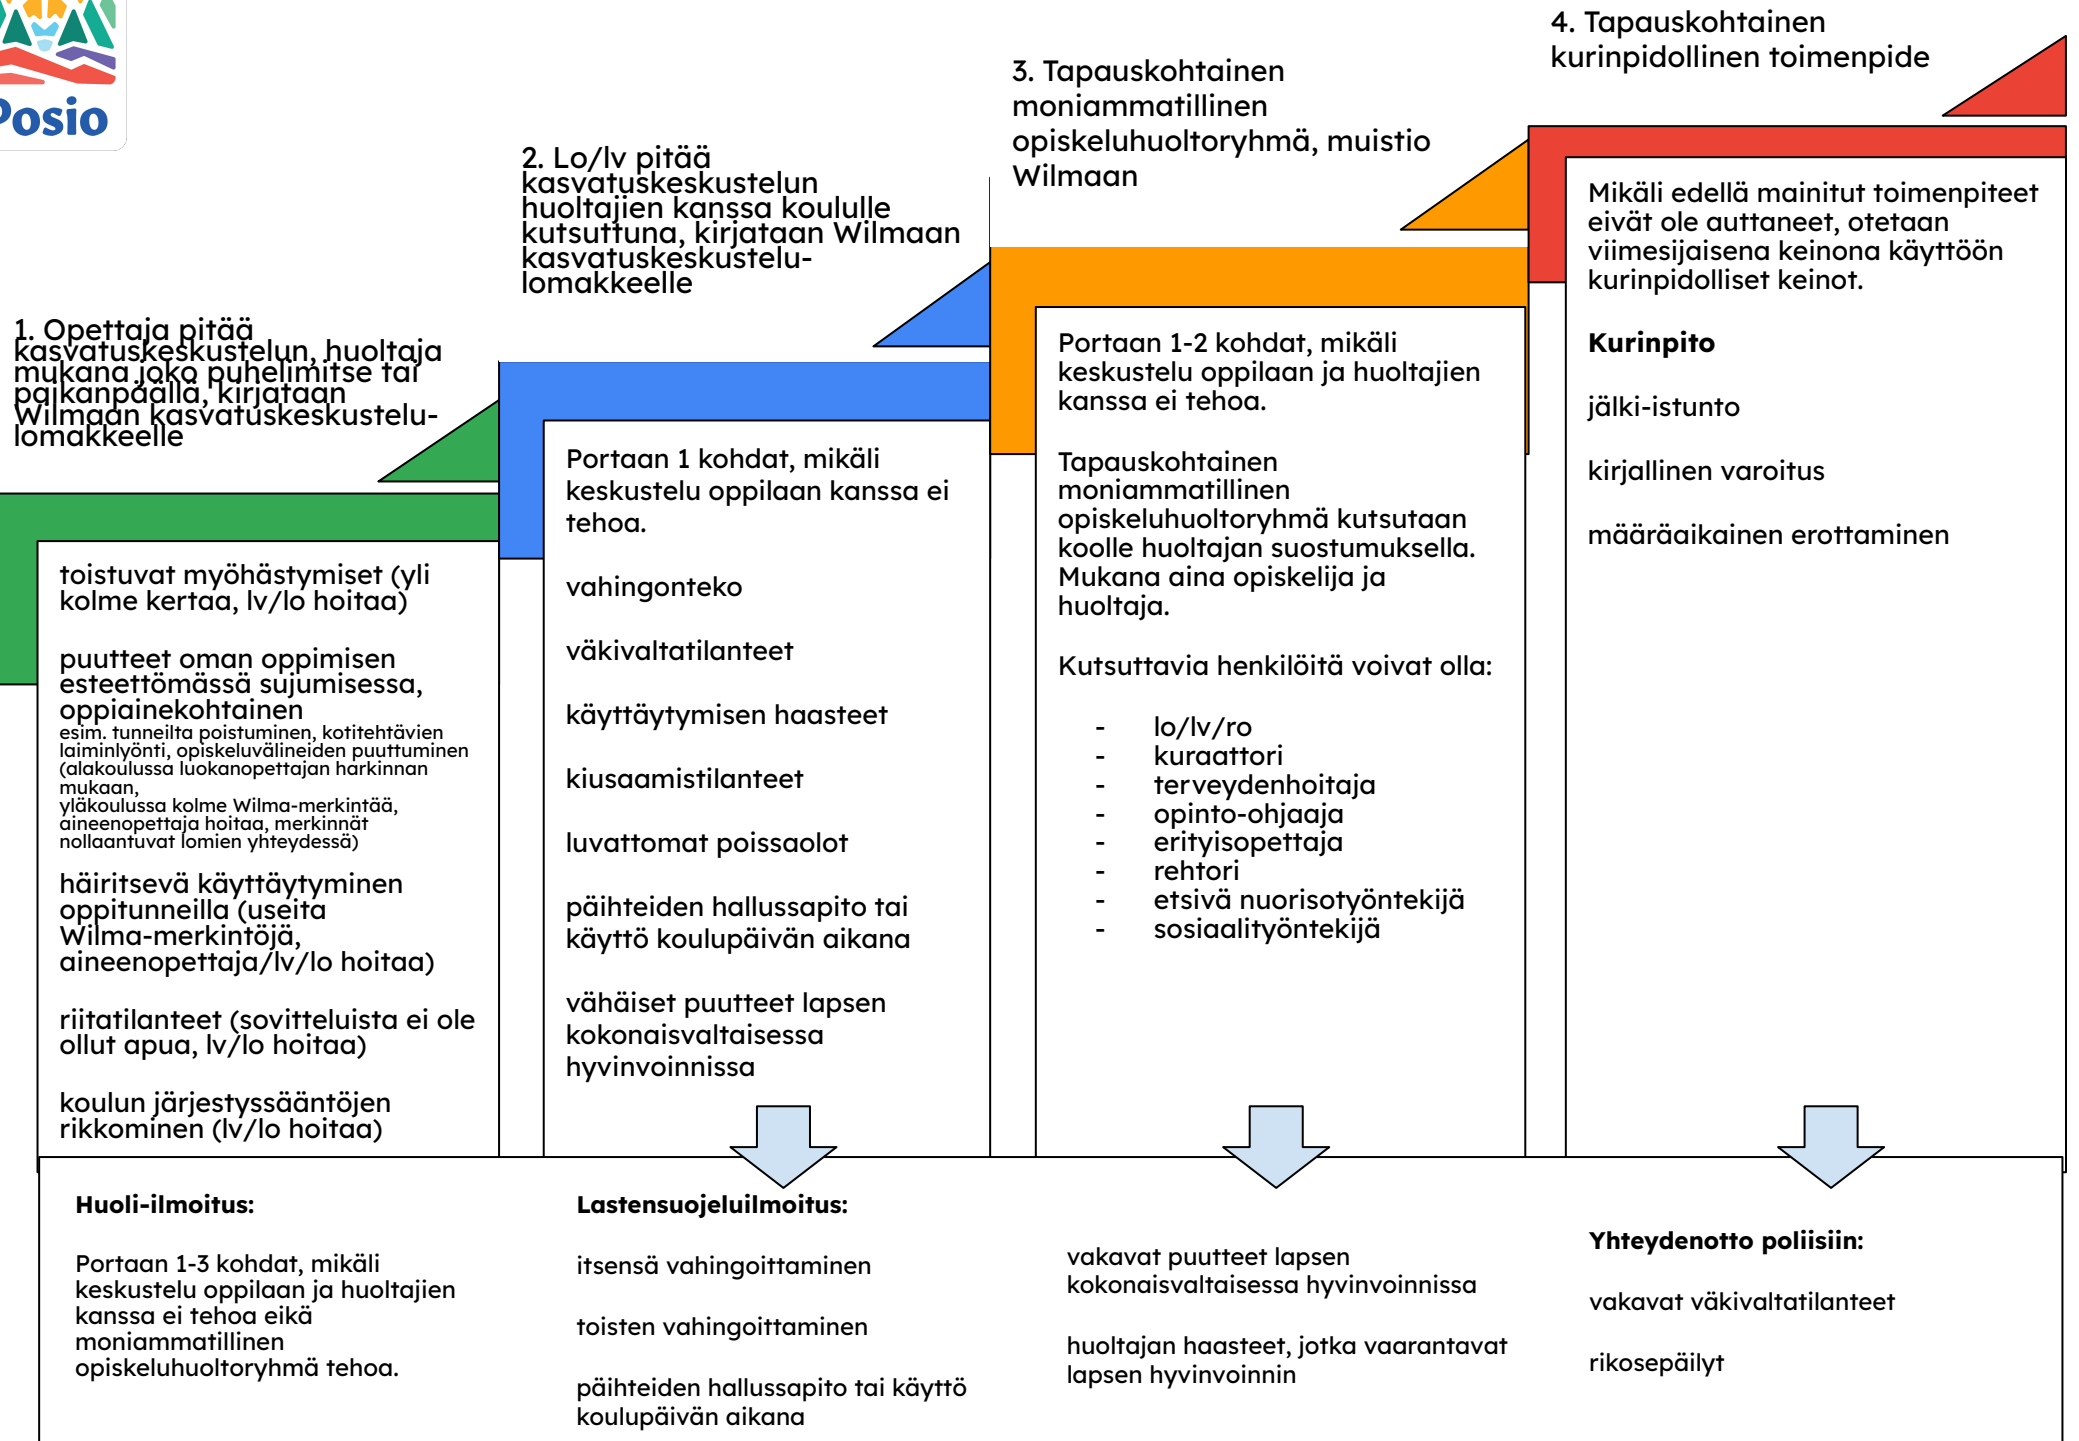 Posio
1. Opettaja pitää
kasvatuskeskustelun, huoltaja
mukana joko puhelimitse tai
paikanpäällä, kirjataan
Wilmaan kasvatuskeskustelu-
lomakkeelle
toistuvat myöhästymiset (yli
kolme kertaa, lv/lo hoitaa)
puutteet oman oppimisen
esteettömässä sujumisessa,
oppiainekohtainen
esim. tunneilta poistuminen, kotitehtävien
laiminlyönti, opiskeluvälineiden puuttuminen
(alakoulussa luokanopettajan harkinnan
mukaan,
yläkoulussa kolme Wilma-merkintää,
aineenopettaja hoitaa, merkinnät
nollaantuvat lomien yhteydessä)
häiritsevä käyttäytyminen
oppitunneilla (useita
Wilma-merkintöjä,
aineenopettaja/lv/lo hoitaa)
riitatilanteet (sovitteluista ei ole
ollut apua, lv/lo hoitaa)
koulun järjestyssääntöjen
rikkominen (lv/lo hoitaa)
2. Lo/lv pitää
kasvatuskeskustelun
huoltajien kanssa koululle
kutsuttuna, kirjataan Wilmaan
kasvatuskeskustelu-
lomakkeelle
Portaan 1 kohdat, mikäli
keskustelu oppilaan kanssa ei
tehoa.
vahingonteko
väkivaltatilanteet
käyttäytymisen haasteet
kiusaamistilanteet
luvattomat poissaolot
päihteiden hallussapito tai
käyttö koulupäivän aikana
vähäiset puutteet lapsen
kokonaisvaltaisessa
hyvinvoinnissa
3. Tapauskohtainen
moniammatillinen
opiskeluhuoltoryhmä, muistio
Wilmaan
Portaan 1-2 kohdat, mikäli
keskustelu oppilaan ja huoltajien
kanssa ei tehoa.
Tapauskohtainen
moniammatillinen
opiskeluhuoltoryhmä kutsutaan
koolle huoltajan suostumuksella.
Mukana aina opiskelija ja
huoltaja.
Kutsuttavia henkilöitä voivat olla:
- lo/lv/ro
- kuraattori
- terveydenhoitaja
- opinto-ohjaaja
- erityisopettaja
- rehtori
- etsivä nuorisotyöntekijä
- sosiaalityöntekijä
4. Tapauskohtainen
kurinpidollinen toimenpide
Mikäli edellä mainitut toimenpiteet
eivät ole auttaneet, otetaan
viimesijaisena keinona käyttöön
kurinpidolliset keinot.
Kurinpito
jälki-istunto
kirjallinen varoitus
määräaikainen erottaminen
Huoli-ilmoitus:
Portaan 1-3 kohdat, mikäli
keskustelu oppilaan ja huoltajien
kanssa ei tehoa eikä
moniammatillinen
opiskeluhuoltoryhmä tehoa.
Lastensuojeluilmoitus:
itsensä vahingoittaminen
toisten vahingoittaminen
päihteiden hallussapito tai käyttö
koulupäivän aikana
vakavat puutteet lapsen
kokonaisvaltaisessa hyvinvoinnissa
huoltajan haasteet, jotka vaarantavat
lapsen hyvinvoinnin
Yhteydenotto poliisiin:
vakavat väkivaltatilanteet
rikosepäilyt